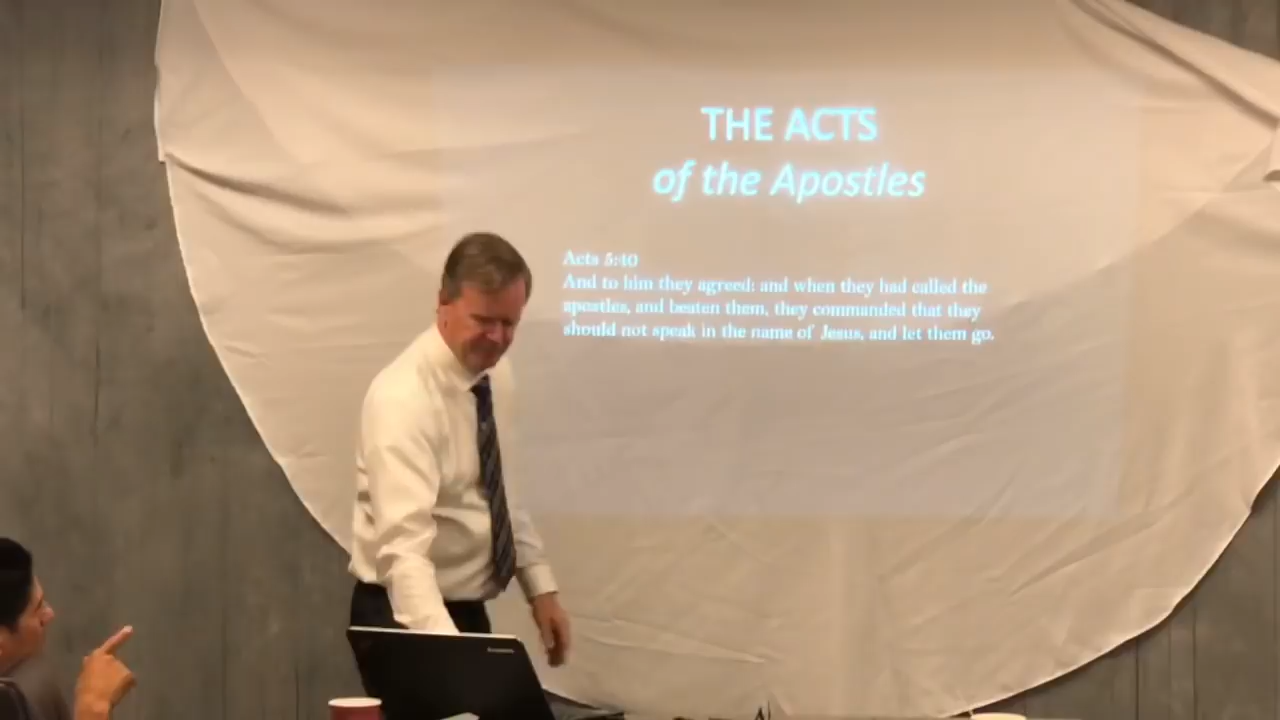 THE ACTS
of the Apostles
Acts 5:40
And to him they agreed: and when they had called the
apostles, and beaten them, they commanded that they
should not speak in the name of Jesus, and let them go.